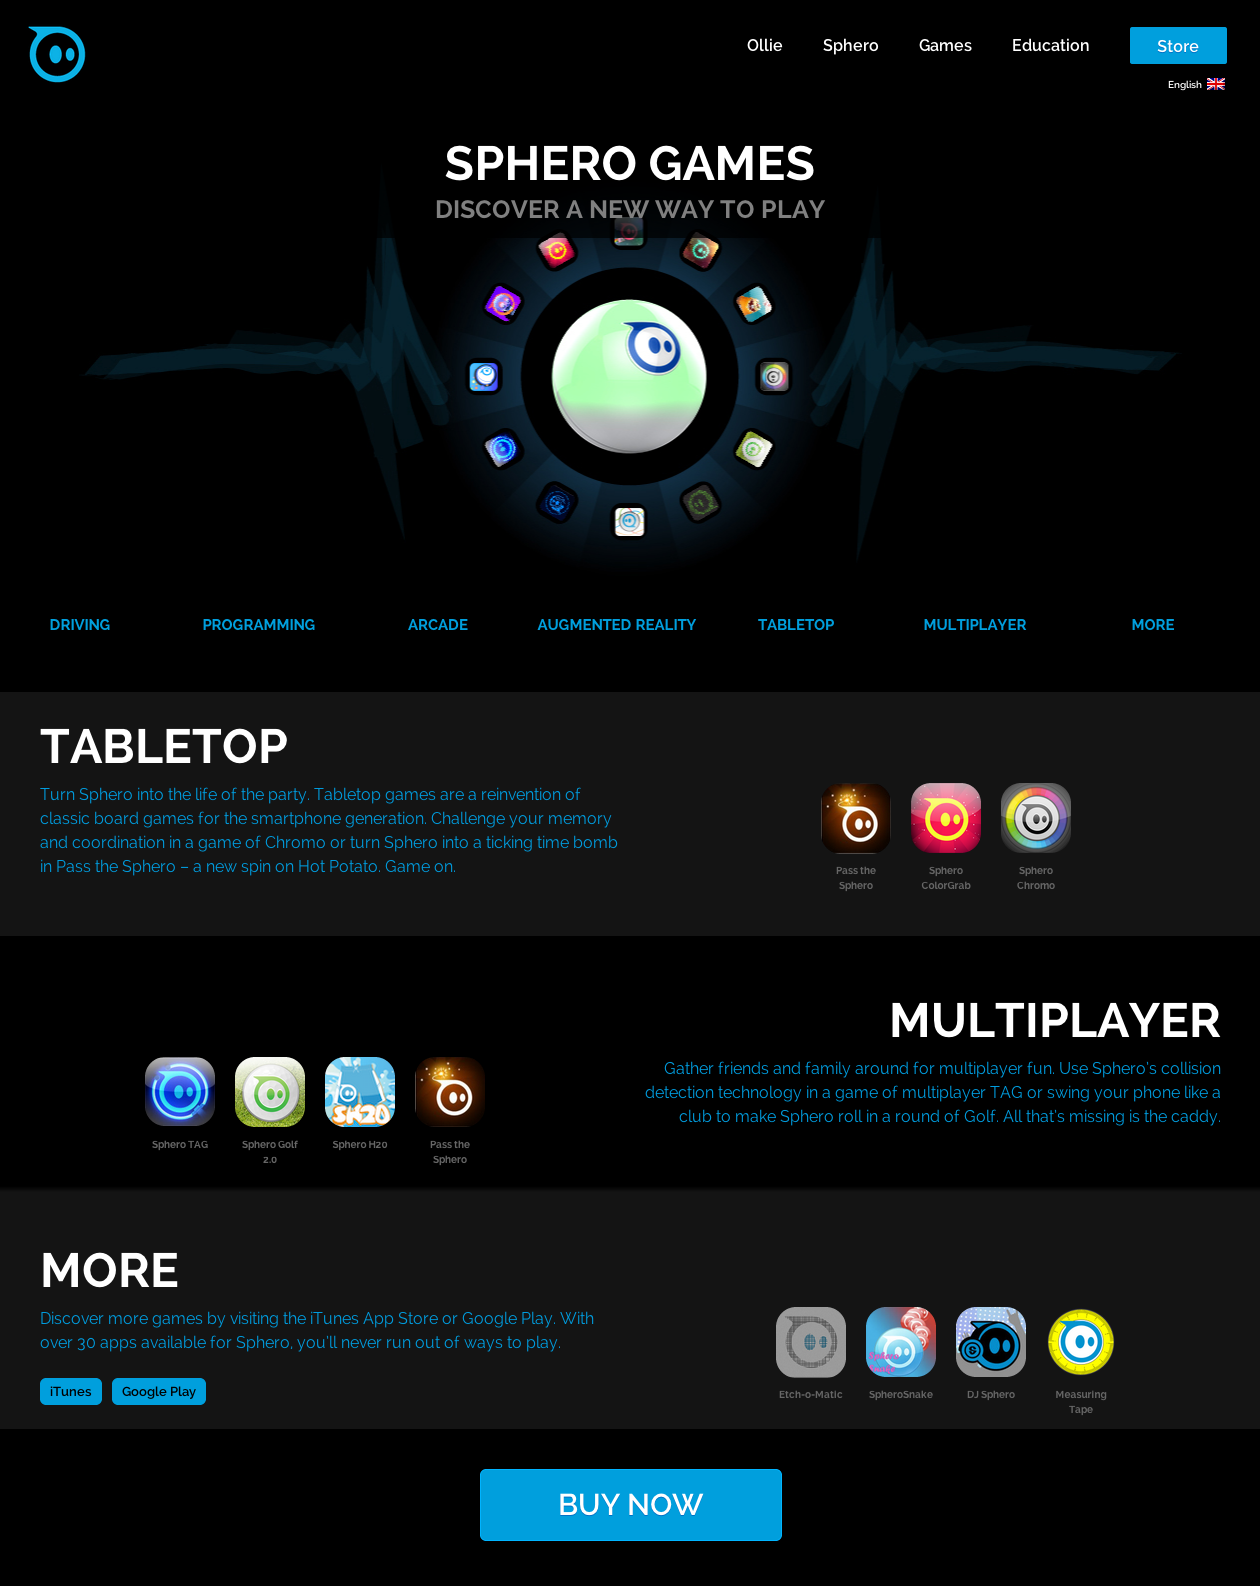 Ollie
Sphero
Games
Education
Store
English
SPHERO GAMES
DISCOVER A NEW WAY TO PLAY
DRIVING
PROGRAMMING
ARCADE
AUGMENTED REALITY
TABLETOP
MULTIPLAYER
MORE
TABLETOP
Turn Sphero into the life of the party. Tabletop games are a reinvention of
classic board games for the smartphone generation. Challenge your memory
and coordination in a game of Chromo or turn Sphero into a ticking time bomb
in Pass the Sphero – a new spin on Hot Potato. Game on.
Pass the
Sphero
Sphero
ColorGrab
Sphero
Chromo
MULTIPLAYER
Gather friends and family around for multiplayer fun. Use Sphero's collision
detection technology in a game of multiplayer TAG or swing your phone like a
club to make Sphero roll in a round of Golf. All that's missing is the caddy.
SH2O
Sphero TAG
Sphero Golf
2.0
Sphero H20
Pass the
Sphero
MORE
Discover more games by visiting the iTunes App Store or Google Play. With
over 30 apps available for Sphero, you'll never run out of ways to play.
iTunes
Google Play
Sphero
Snake
Etch-o-Matic
SpheroSnake
DJ Sphero
Measuring
Tape
BUY NOW